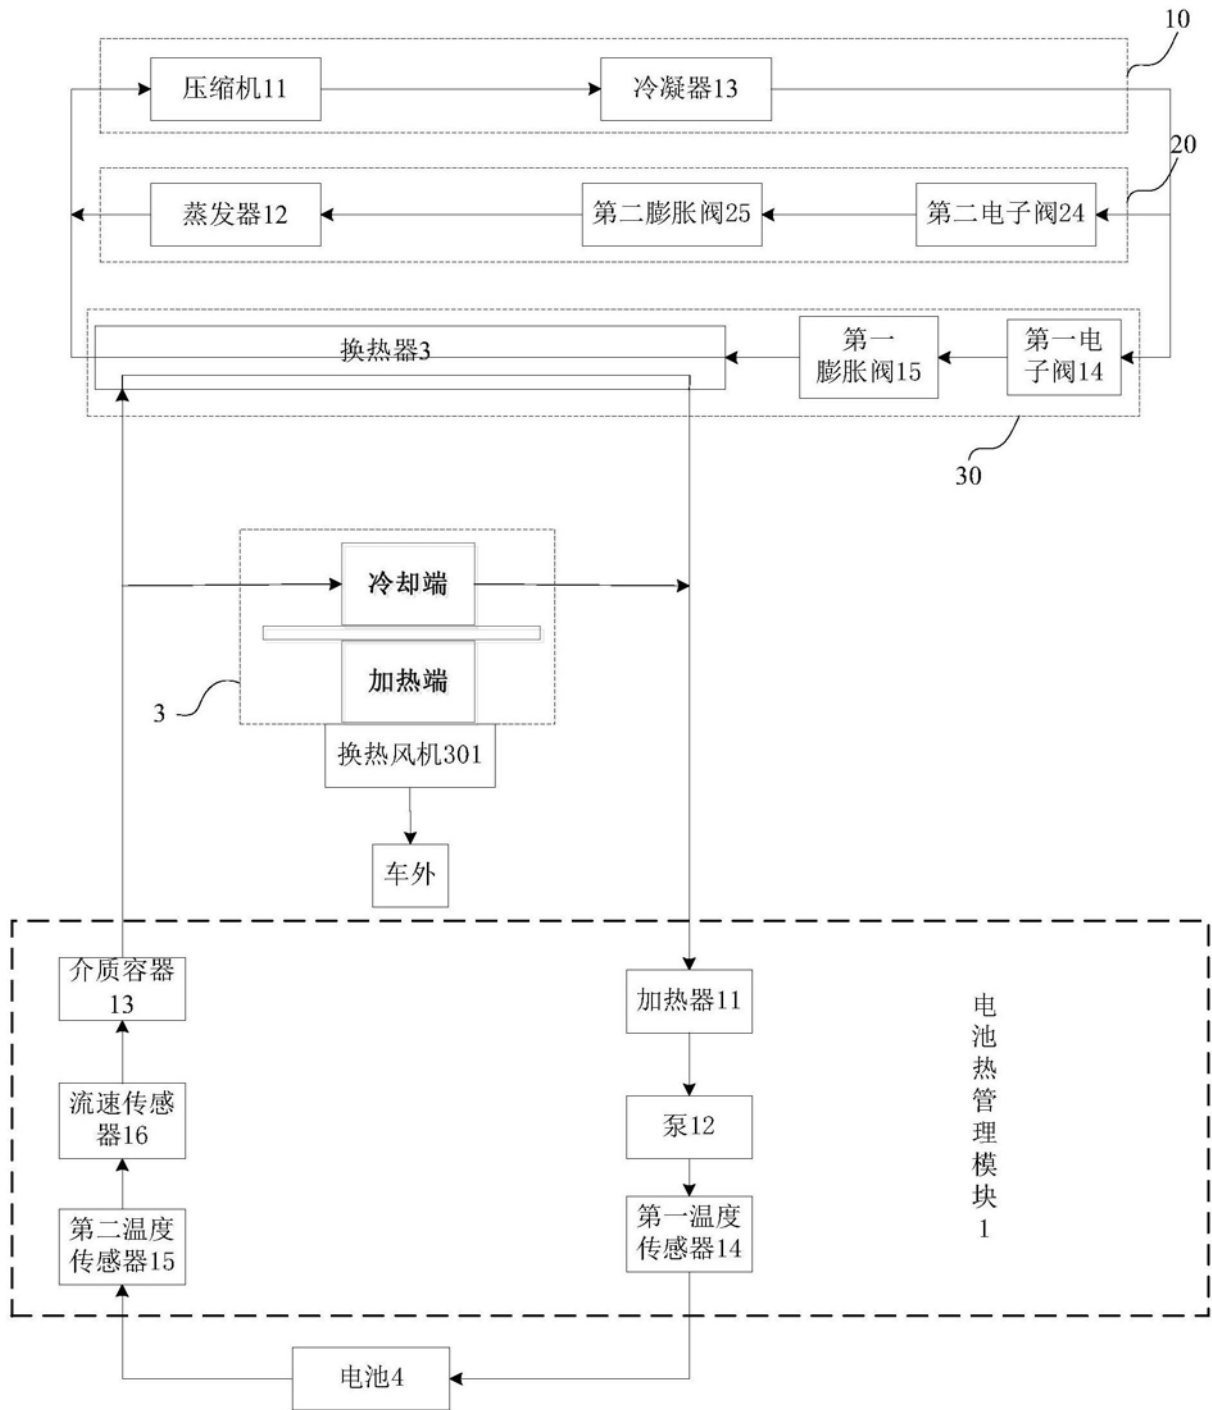 10
压缩机11
冷凝器13
20
蒸发器12
第二膨胀阀25
第二电子阀24
换热器3
第一
膨胀阀15
第一电
子阀14
30
冷却端
加热端
3
换热风机301
车外
介质容器
13
加热器11
流速传感
器16
泵12
第二温度
传感器15
第一温度
传感器14
电
池
热
管
理
模
块
1
电池4